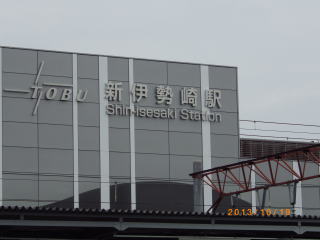 TOBU
新伊勢崎駅
Shin-Isesaki Station
2013/10/19